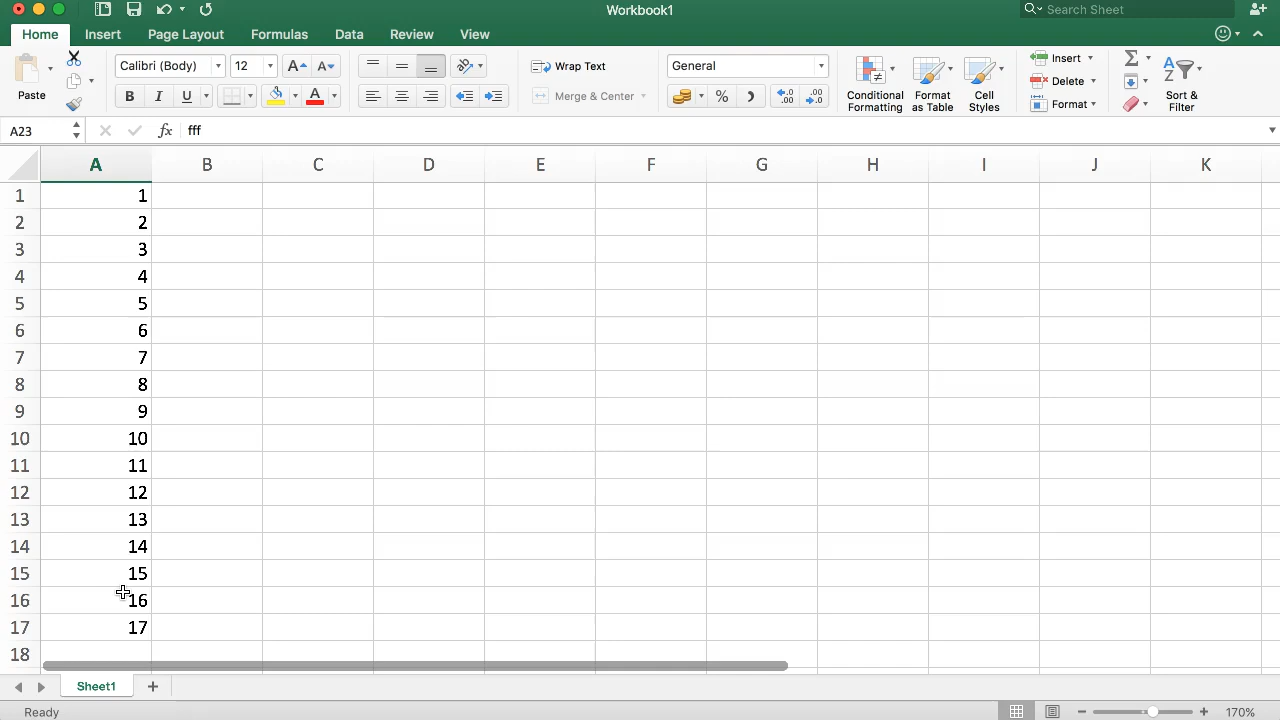 Workbook1
Search Sheet
Home Insert Page Layout Formulas Data Review View
Paste
Calibri (Body) 12
B I U A
Wrap Text
Merge & Center
General
%
Conditional Formatting
Format as Table
Cell Styles
Insert
Delete
Format
Sort & Filter
A23 fx fff
A B C D E F G H I J K
1 1
2 2
3 3
4 4
5 5
6 6
7 7
8 8
9 9
10 10
11 11
12 12
13 13
14 14
15 15
16 16
17 17
18
Sheet1
Ready 170%